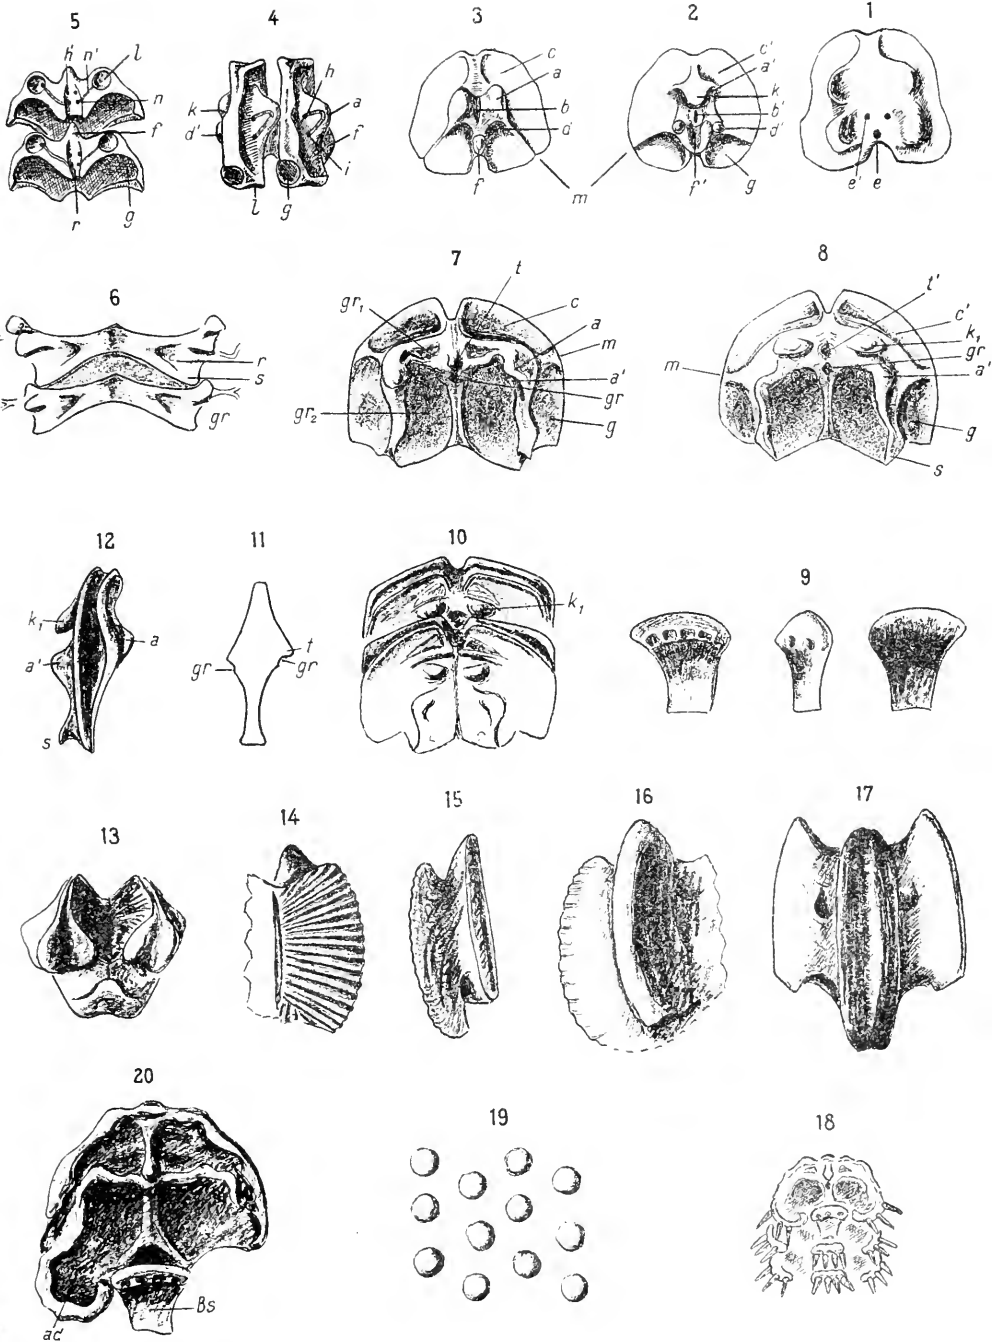 5 4 3 2 1
h n' l
n
f
r g
k
d'
h
a
f
i
l g
c
a
b
d
f
m
c'
a'
k
b'
d'
f' g
e' e
6 7 8
r
s
gr
t
gr₁
c
a
m
a'
gr
gr₂
g
t'
c'
k₁
gr
a'
m
g
s
12 11 10 9
k₁
a
a'
s
t
gr gr
k₁
13 14 15 16 17
20 19 18
Bs
ad